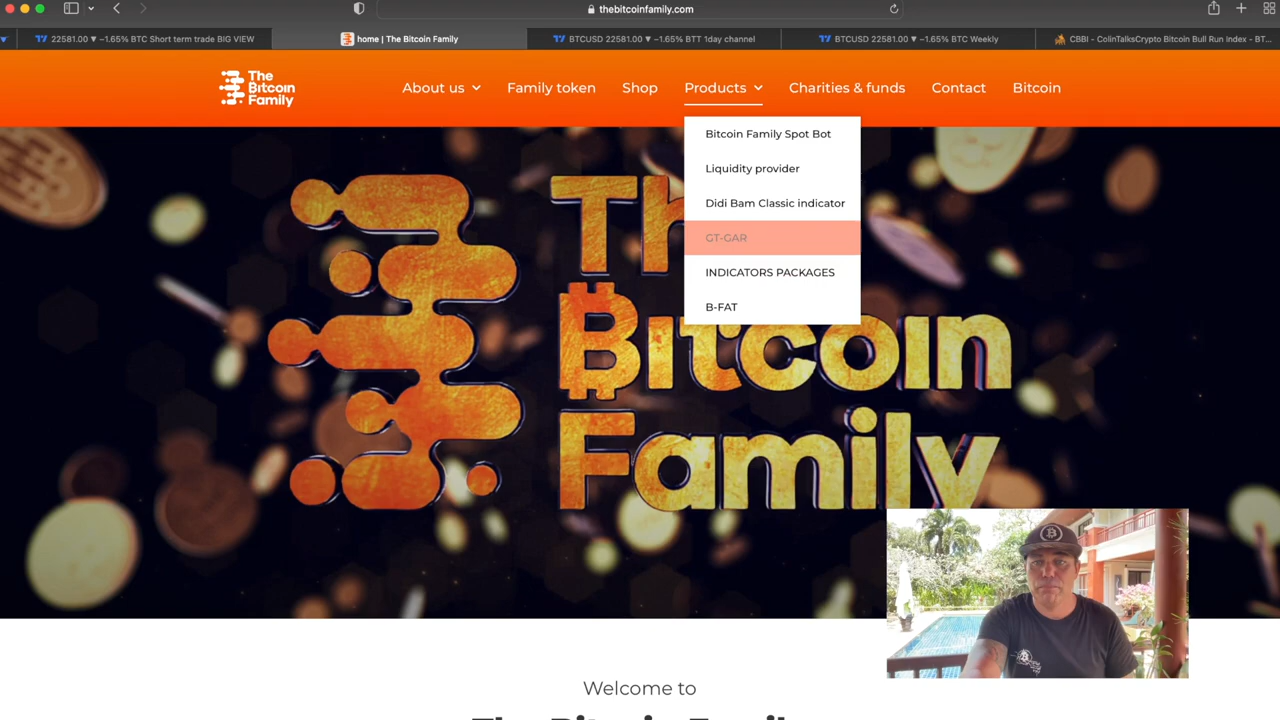 thebitcoinfamily.com
22581.00 ▼ −1.65% BTC Short term trade BIG VIEW
home | The Bitcoin Family
BTCUSD 22581.00 ▼ −1.65% BTT 1day channel
BTCUSD 22581.00 ▼ −1.65% BTC Weekly
CBBI - ColinTalksCrypto Bitcoin Bull Run Index - BT...
The
Bitcoin
Family
About us
Family token
Shop
Products
Charities & funds
Contact
Bitcoin
Bitcoin Family Spot Bot
Liquidity provider
Didi Bam Classic indicator
GT-GAR
INDICATORS PACKAGES
B-FAT
Bitcoin
Family
Welcome to